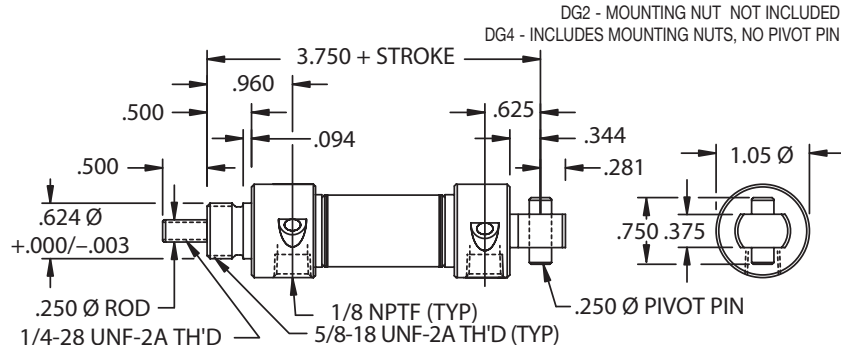 DG2 - MOUNTING NUT NOT INCLUDED
DG4 - INCLUDES MOUNTING NUTS, NO PIVOT PIN
3.750 + STROKE
.960
.625
.500
.094
.344
.500
.281
1.05 Ø
.624 Ø
+.000/–.003
.750 .375
.250 Ø ROD
1/8 NPTF (TYP)
.250 Ø PIVOT PIN
1/4-28 UNF-2A TH'D
5/8-18 UNF-2A TH'D (TYP)